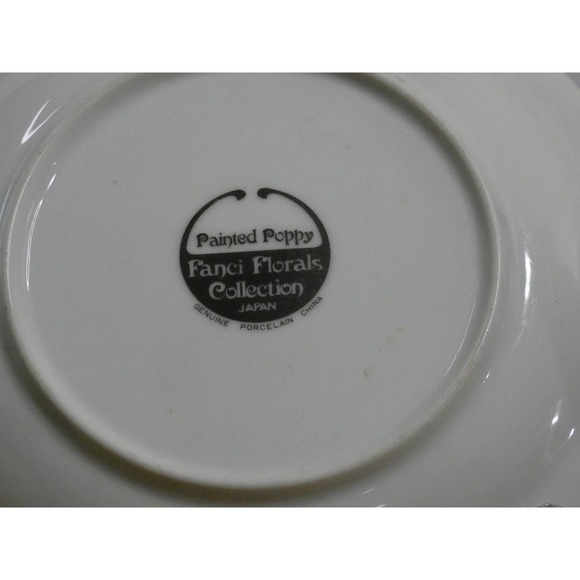 Painted Poppy
Fanci Florals
Collection
JAPAN
GENUINE PORCELAIN CHINA